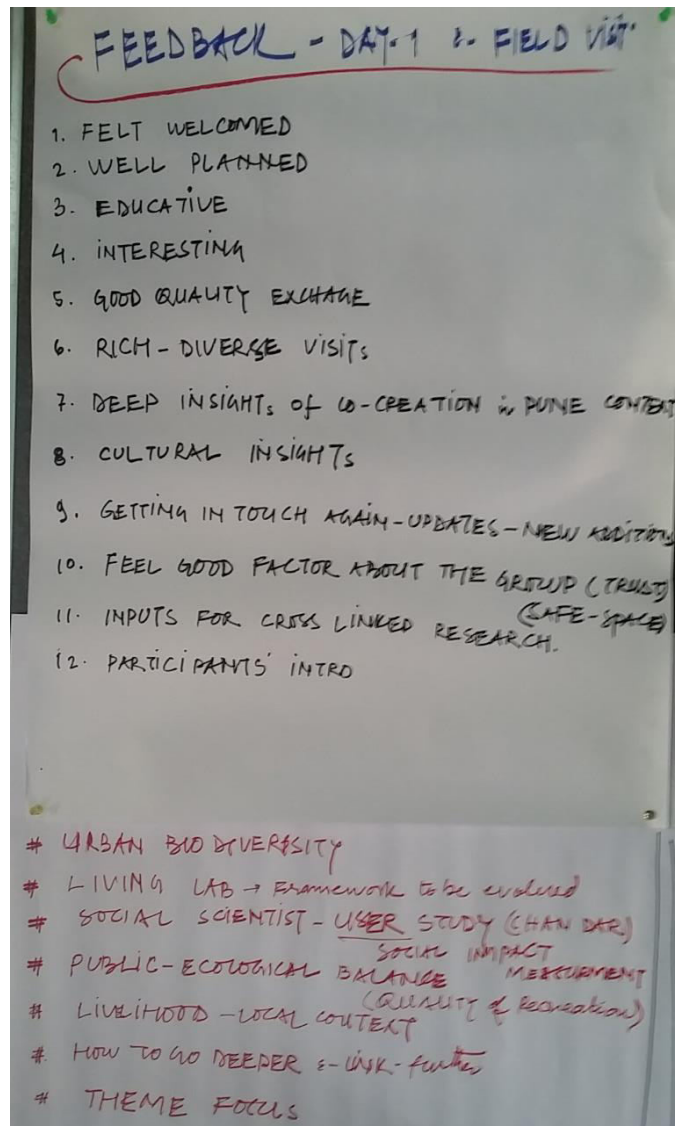 FEEDBACK - DAY-1 & FIELD VISIT
1. FELT WELCOMED
2. WELL PLANNED
3. EDUCATIVE
4. INTERESTING
5. GOOD QUALITY EXCHAGE
6. RICH - DIVERSE VISITS
7. DEEP INSIGHTS OF CO-CREATION in PUNE CONTEXT
8. CULTURAL INSIGHTS
9. GETTING IN TOUCH AGAIN - UPDATES - NEW ADDITIONS
10. FEEL GOOD FACTOR ABOUT THE GROUP (TRUST)
(SAFE-SPACE)
11. INPUTS FOR CROSS LINKED RESEARCH.
12. PARTICIPANTS' INTRO
# URBAN BIODIVERSITY
# LIVING LAB → Framework to be evolved
# SOCIAL SCIENTIST - USER STUDY (CHANDAR)
SOCIAL IMPACT MEASURMENT
# PUBLIC-ECOLOGICAL BALANCE
(QUALITY of Recreation)
# LIVELIHOOD - LOCAL CONTEXT
# HOW TO GO DEEPER & - link - further
# THEME FOCUS